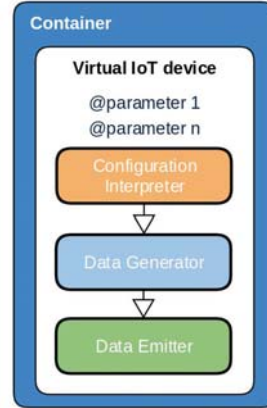 Container
Virtual IoT device
@parameter 1
@parameter n
Configuration
Interpreter
Data Generator
Data Emitter